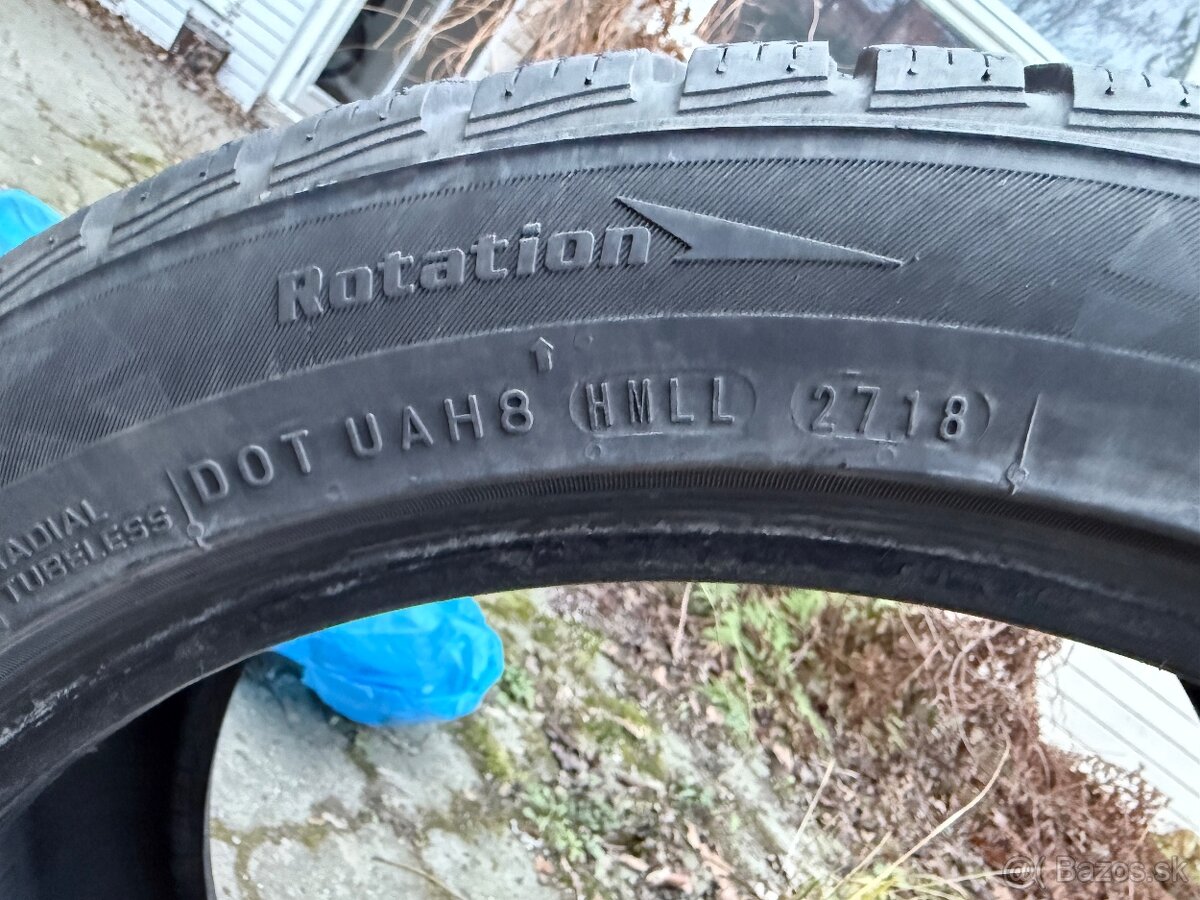 Rotation
DOT UAH8 HMLL 2718
RADIAL
TUBELESS
Bazos.sk